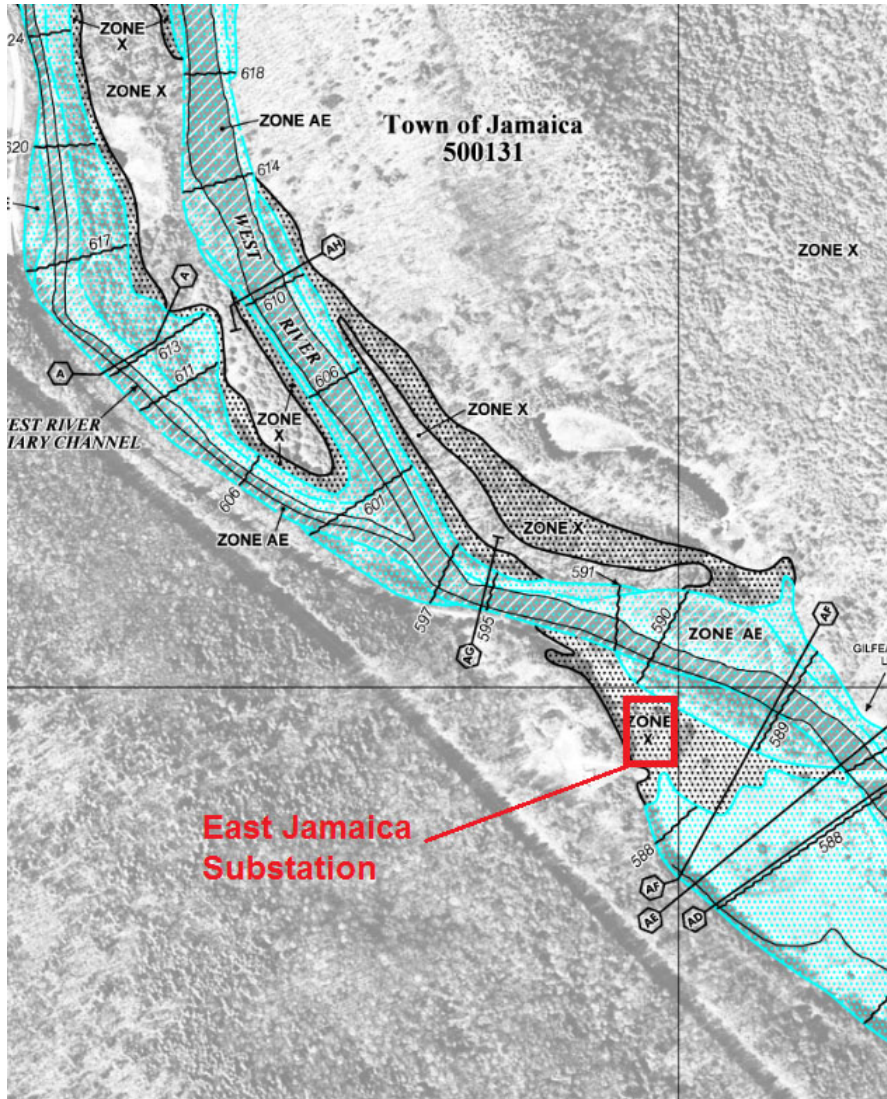 24
ZONE
X
ZONE X
618
ZONE AE
Town of Jamaica
500131
620
614
WEST
RIVER
617
AH
ZONE X
A
610
613
A
611
606
ZONE X
ZONE
X
EST RIVER
IARY CHANNEL
606
601
ZONE X
ZONE AE
591
597
595
590
AG
ZONE AE
AF
GILFEA
L
ZONE
X
589
East Jamaica
Substation
588
588
AF
AE
AD